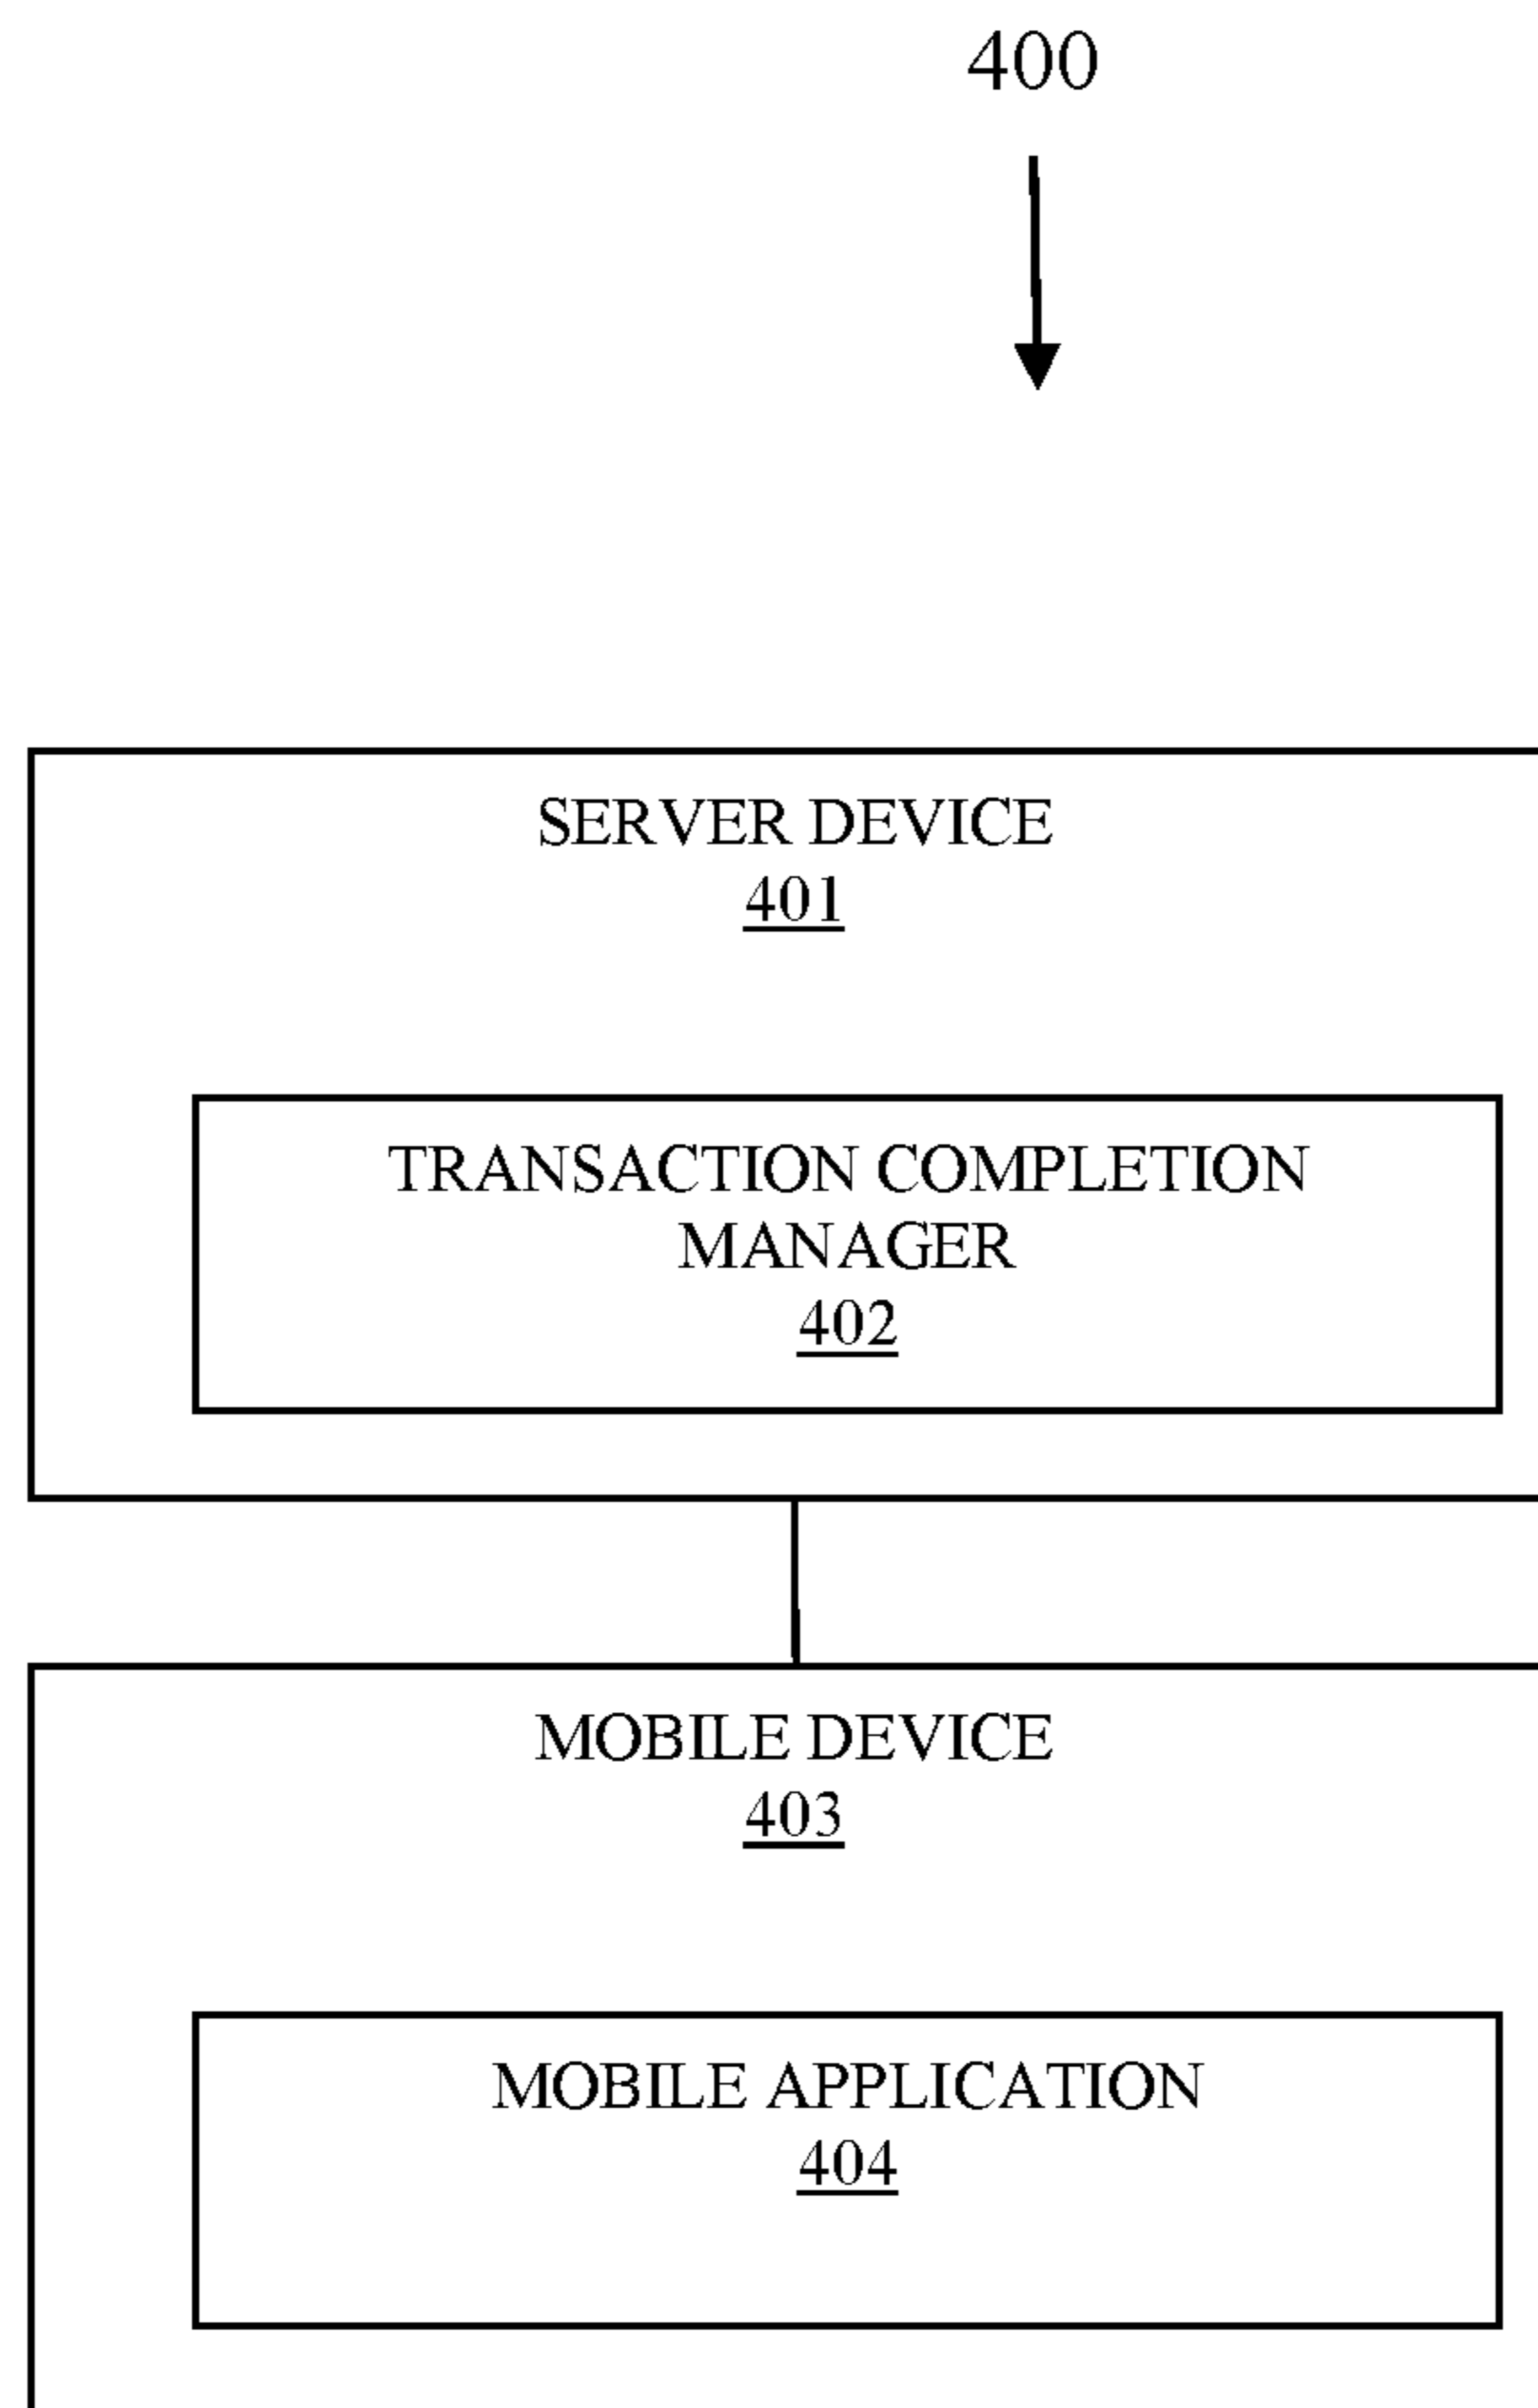 400
SERVER DEVICE
401
TRANSACTION COMPLETION
MANAGER
402
MOBILE DEVICE
403
MOBILE APPLICATION
404